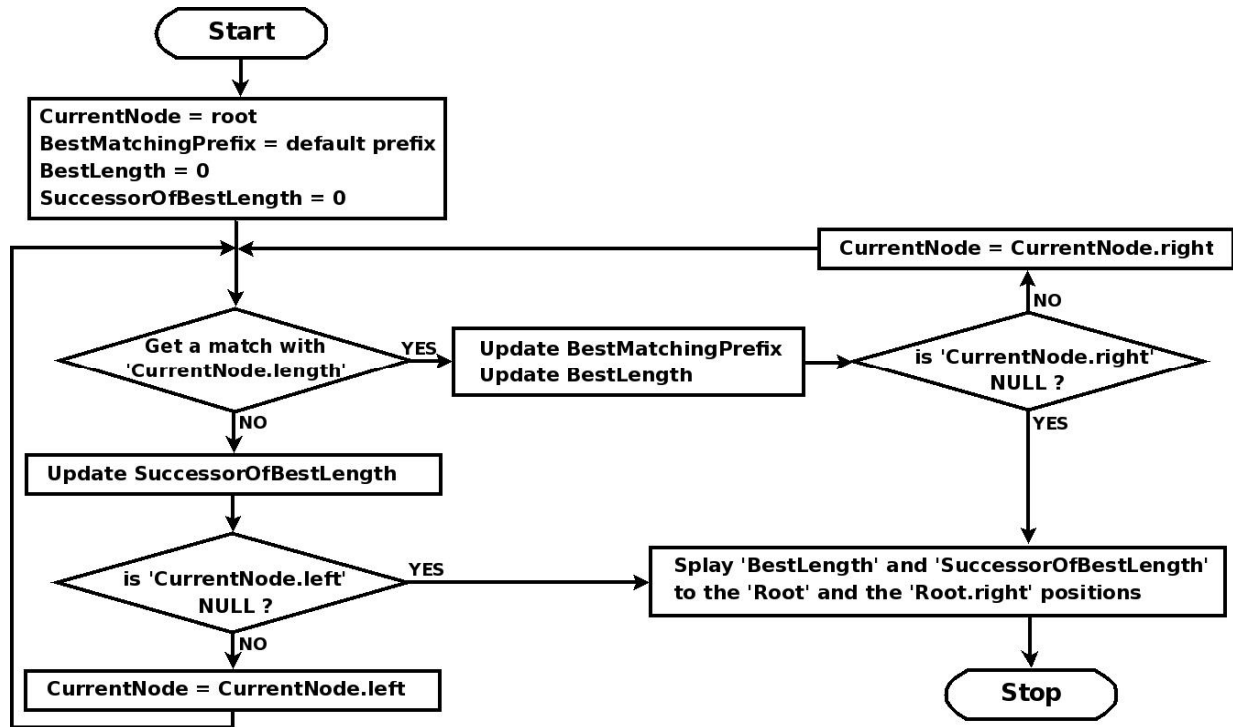 Start
CurrentNode = root
BestMatchingPrefix = default prefix
BestLength = 0
SuccessorOfBestLength = 0
CurrentNode = CurrentNode.right
NO
Get a match with
'CurrentNode.length'
YES
Update BestMatchingPrefix
Update BestLength
is 'CurrentNode.right'
NULL ?
NO
YES
Update SuccessorOfBestLength
is 'CurrentNode.left'
NULL ?
YES
Splay 'BestLength' and 'SuccessorOfBestLength'
to the 'Root' and the 'Root.right' positions
NO
CurrentNode = CurrentNode.left
Stop